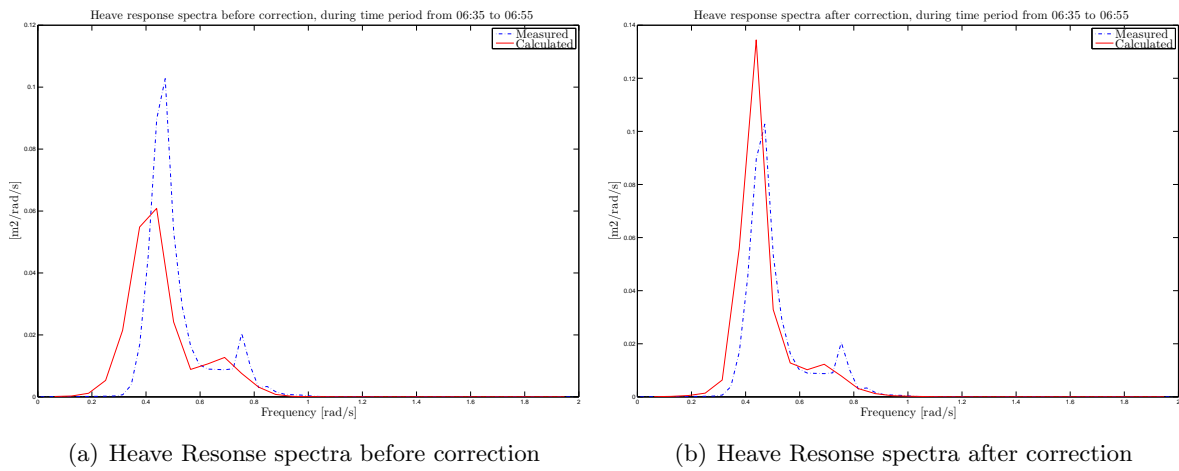 Heave response spectra before correction, during time period from 06:35 to 06:55
0.12
0.1
0.08
0.06
0.04
0.02
0
[m2/rad/s]
Measured
Calculated
0 0.2 0.4 0.6 0.8 1 1.2 1.4 1.6 1.8 2
Frequency [rad/s]
(a) Heave Resonse spectra before correction
Heave response spectra after correction, during time period from 06:35 to 06:55
0.14
0.12
0.1
0.08
0.06
0.04
0.02
0
[m2/rad/s]
Measured
Calculated
0 0.2 0.4 0.6 0.8 1 1.2 1.4 1.6 1.8 2
Frequency [rad/s]
(b) Heave Resonse spectra after correction